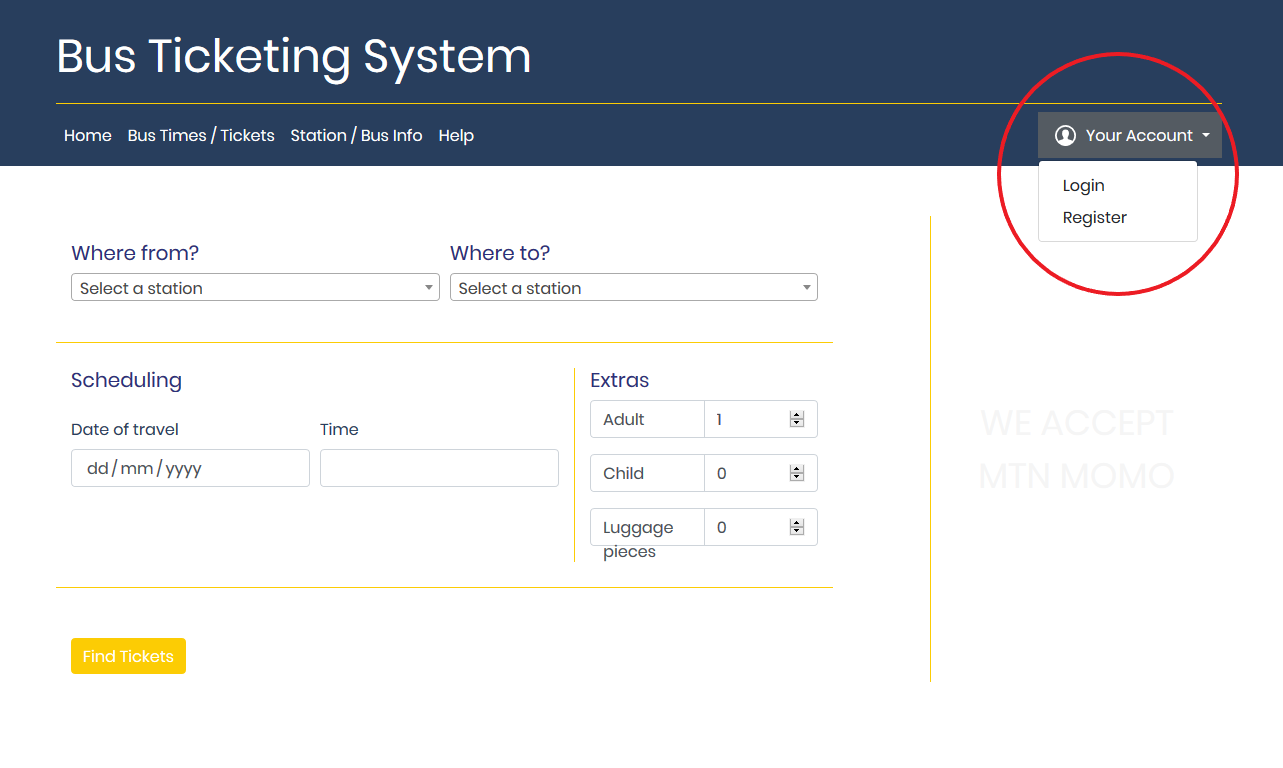 Bus Ticketing System
Home Bus Times / Tickets Station / Bus Info Help Your Account
Login
Register
Where from? Where to?
Select a station Select a station
Scheduling Extras
Adult 1
Date of travel Time
dd / mm / yyyy
Child 0
Luggage pieces 0
WE ACCEPT
MTN MOMO
Find Tickets